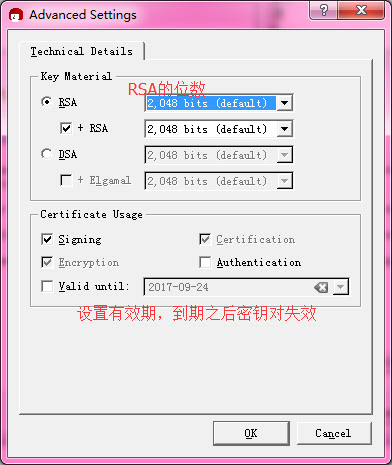 Advanced Settings
Technical Details
Key Material
RSA的位数
RSA
2,048 bits (default)
+ RSA
2,048 bits (default)
DSA
2,048 bits (default)
+ Elgamal
2,048 bits (default)
Certificate Usage
Signing
Certification
Encryption
Authentication
Valid until:
2017-09-24
设置有效期，到期之后密钥对失效
OK
Cancel